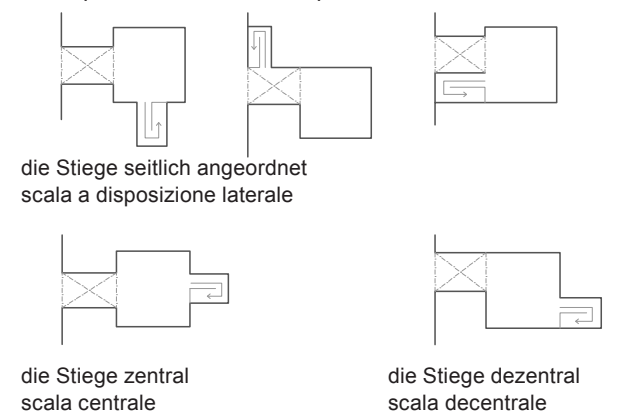 die Stiege seitlich angeordnet
scala a disposizione laterale
die Stiege zentral
scala centrale
die Stiege dezentral
scala decentrale